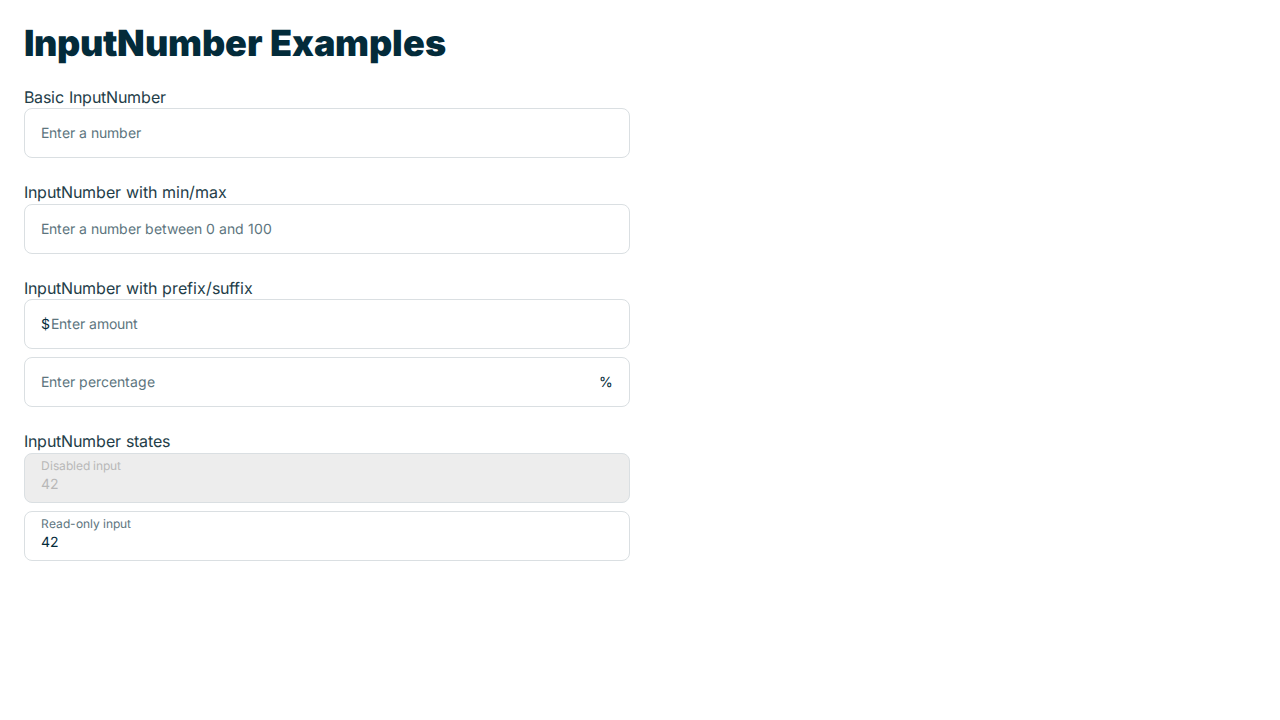 InputNumber Examples
Basic InputNumber
Enter a number
InputNumber with min/max
Enter a number between 0 and 100
InputNumber with prefix/suffix
$Enter amount
Enter percentage %
InputNumber states
Disabled input
42
Read-only input
42